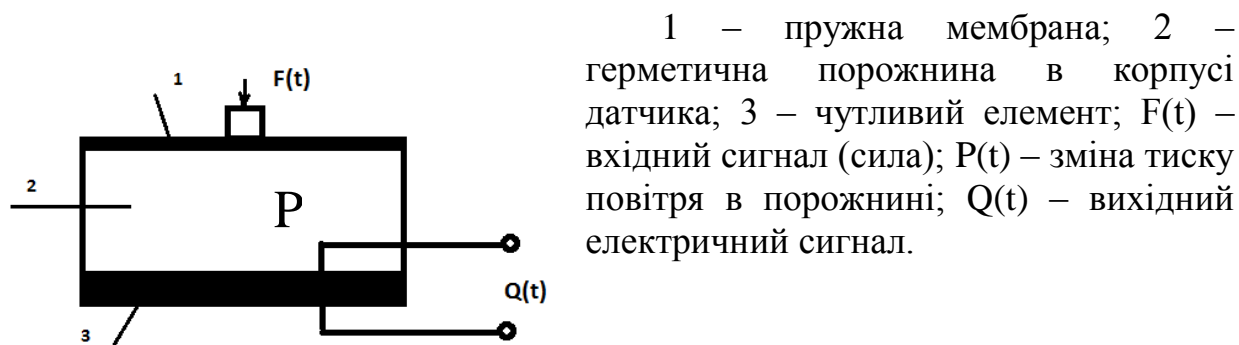 1
F(t)
2
P
Q(t)
3
1 – пружна мембрана; 2 –
герметична порожнина в корпусі
датчика; 3 – чутливий елемент; F(t) –
вхідний сигнал (сила); P(t) – зміна тиску
повітря в порожнині; Q(t) – вихідний
електричний сигнал.